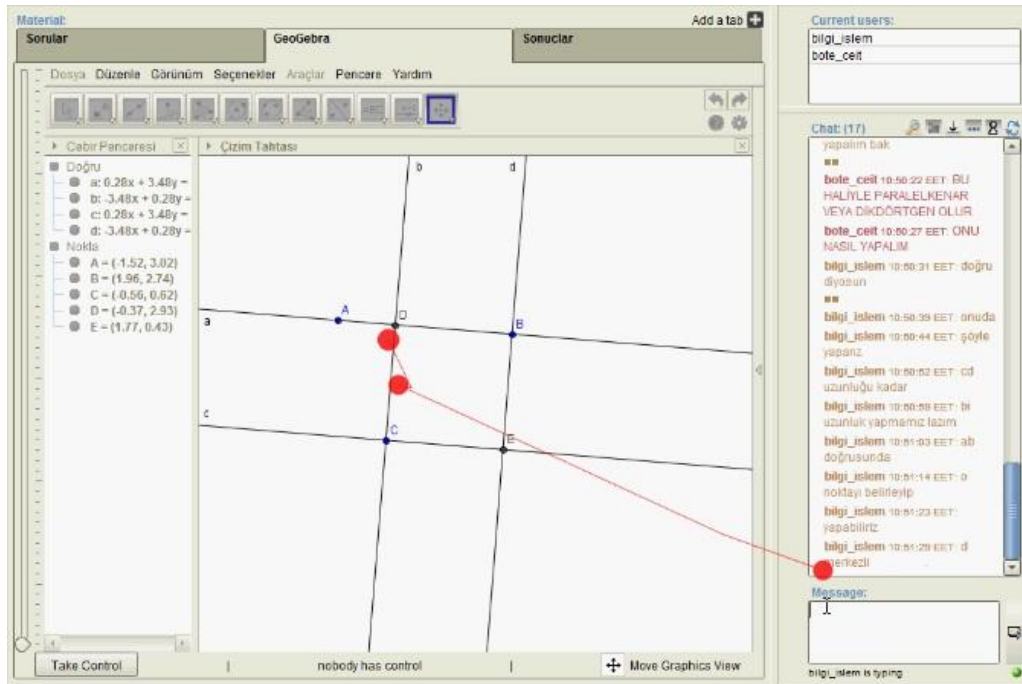 Material:
Add a tab
Sorular
GeoGebra
Sonuclar
Dosya Düzenle Görünüm Seçenekler Araçlar Pencere Yardım
Cebir Penceresi
Çizim Tahtası
Doğru
a: 0.28x + 3.48y =
b: -3.48x + 0.28y =
c: 0.28x + 3.48y =
d: -3.48x + 0.28y =
Nokta
A = (-1.52, 3.02)
B = (1.96, 2.74)
C = (-0.56, 0.62)
D = (-0.37, 2.93)
E = (1.77, 0.43)
b
d
A
D
B
a
c
C
E
Take Control
nobody has control
Move Graphics View
Current users:
bilgi_islem
bote_ceit
Chat: (17)
yapalım bak
bote_ceit 10:50:22 EET: BU
HALİYLE PARALELKENAR
VEYA DİKDÖRTGEN OLUR
bote_ceit 10:50:27 EET: ONU
NASIL YAPALIM
bilgi_islem 10:50:31 EET: doğru
diyosun
bilgi_islem 10:50:39 EET: onuda
bilgi_islem 10:50:44 EET: şöyle
yaparız
bilgi_islem 10:50:52 EET: cd
uzunluğu kadar
bilgi_islem 10:50:58 EET: bi
uzunluk yapmamız lazım
bilgi_islem 10:51:03 EET: ab
doğrusunda
bilgi_islem 10:51:14 EET: o
noktayı belirleyip
bilgi_islem 10:51:23 EET:
yapabiliriz
bilgi_islem 10:51:29 EET: d
merkezli
Message:
bilgi_islem is typing